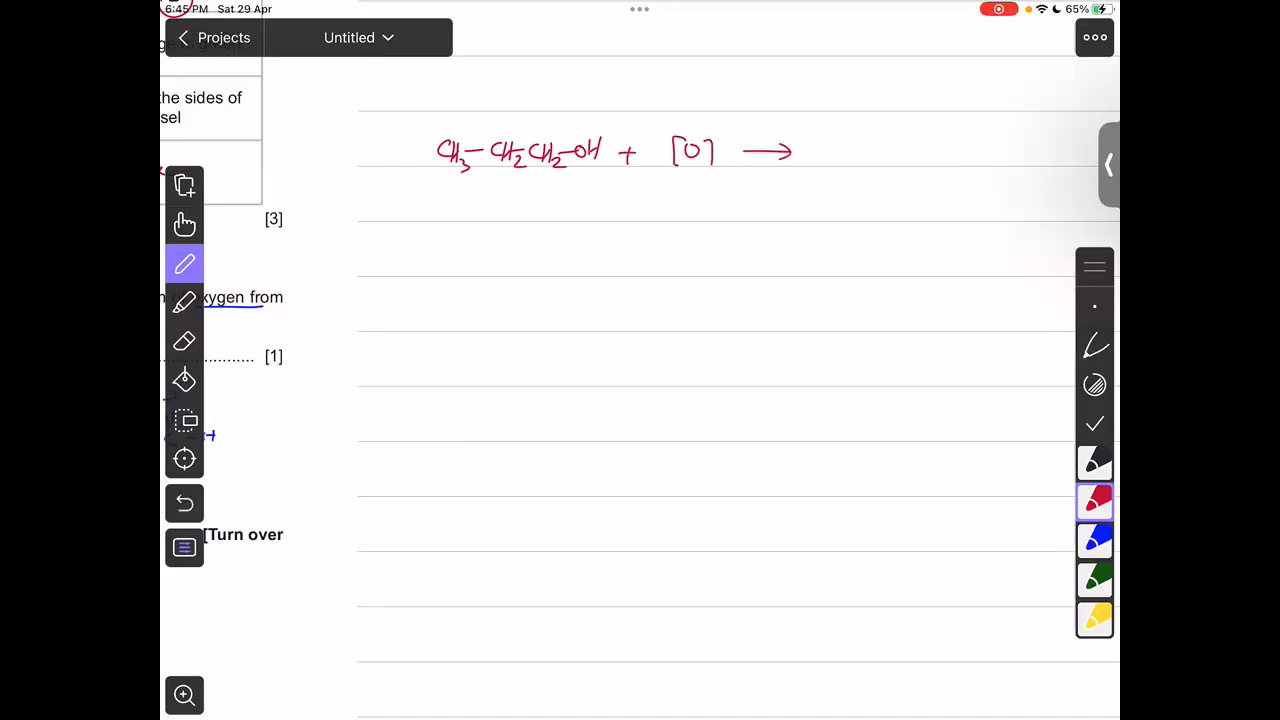 6:45 PM Sat 29 Apr
65%
Projects
Untitled
the sides of
sel
[3]
oxygen from
[1]
[Turn over
CH₃–CH₂CH₂–OH + [O] →